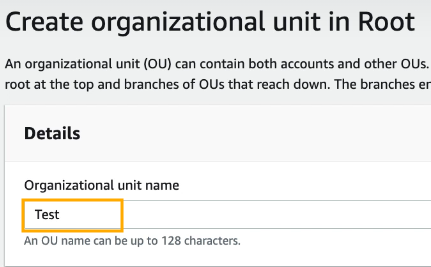 Create organizational unit in Root
An organizational unit (OU) can contain both accounts and other OUs.
root at the top and branches of OUs that reach down. The branches en
Details
Organizational unit name
Test
An OU name can be up to 128 characters.